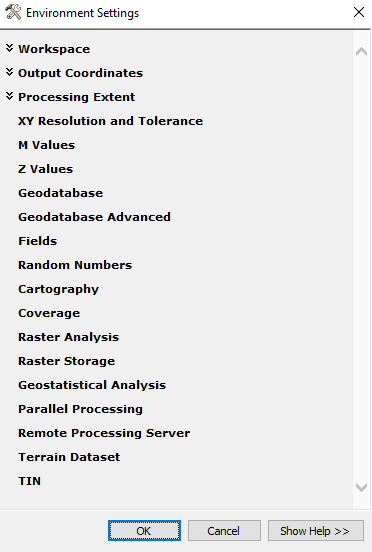 Environment Settings
Workspace
Output Coordinates
Processing Extent
XY Resolution and Tolerance
M Values
Z Values
Geodatabase
Geodatabase Advanced
Fields
Random Numbers
Cartography
Coverage
Raster Analysis
Raster Storage
Geostatistical Analysis
Parallel Processing
Remote Processing Server
Terrain Dataset
TIN
OK Cancel Show Help >>